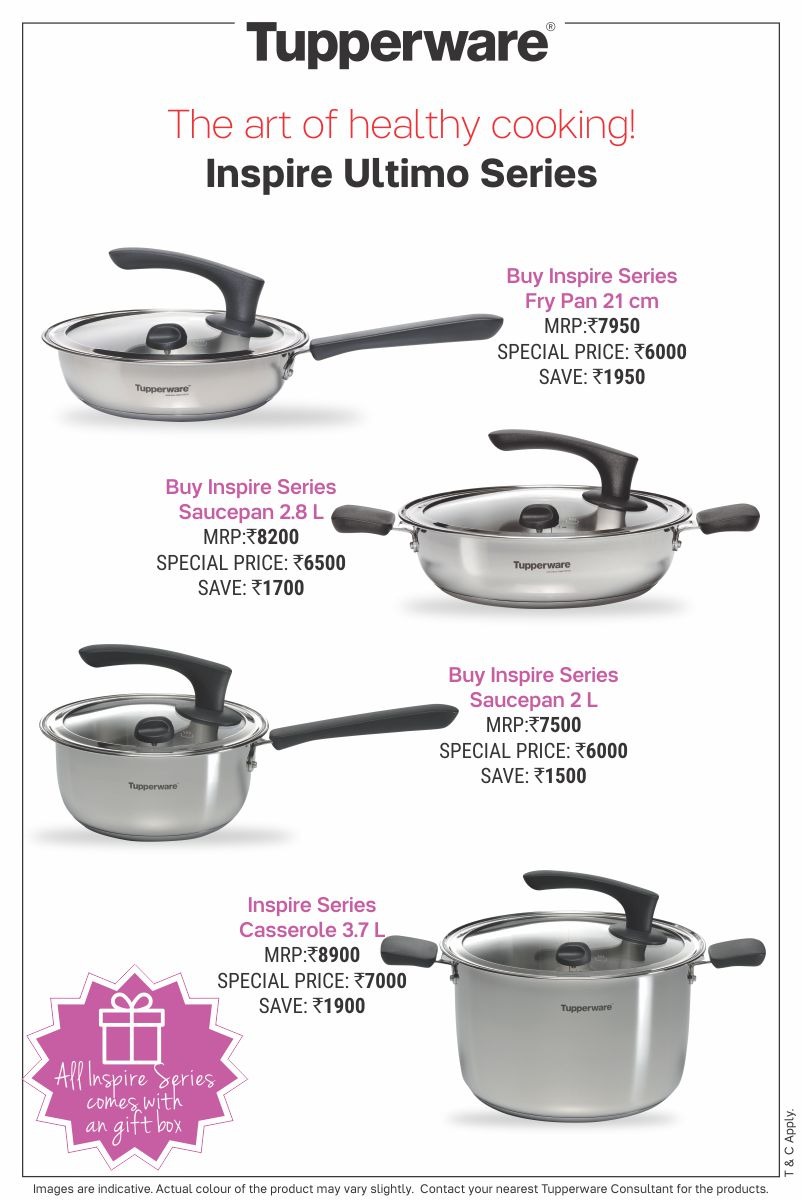 Tupperware®
The art of healthy cooking!
Inspire Ultimo Series
Buy Inspire Series
Fry Pan 21 cm
MRP:₹7950
SPECIAL PRICE: ₹6000
SAVE: ₹1950
Tupperware
Buy Inspire Series
Saucepan 2.8 L
MRP:₹8200
SPECIAL PRICE: ₹6500
SAVE: ₹1700
Tupperware
Buy Inspire Series
Saucepan 2 L
MRP:₹7500
SPECIAL PRICE: ₹6000
SAVE: ₹1500
Tupperware
Inspire Series
Casserole 3.7 L
MRP:₹8900
SPECIAL PRICE: ₹7000
SAVE: ₹1900
Tupperware
All Inspire Series
comes with
an gift box
T & C Apply.
Images are indicative. Actual colour of the product may vary slightly. Contact your nearest Tupperware Consultant for the products.